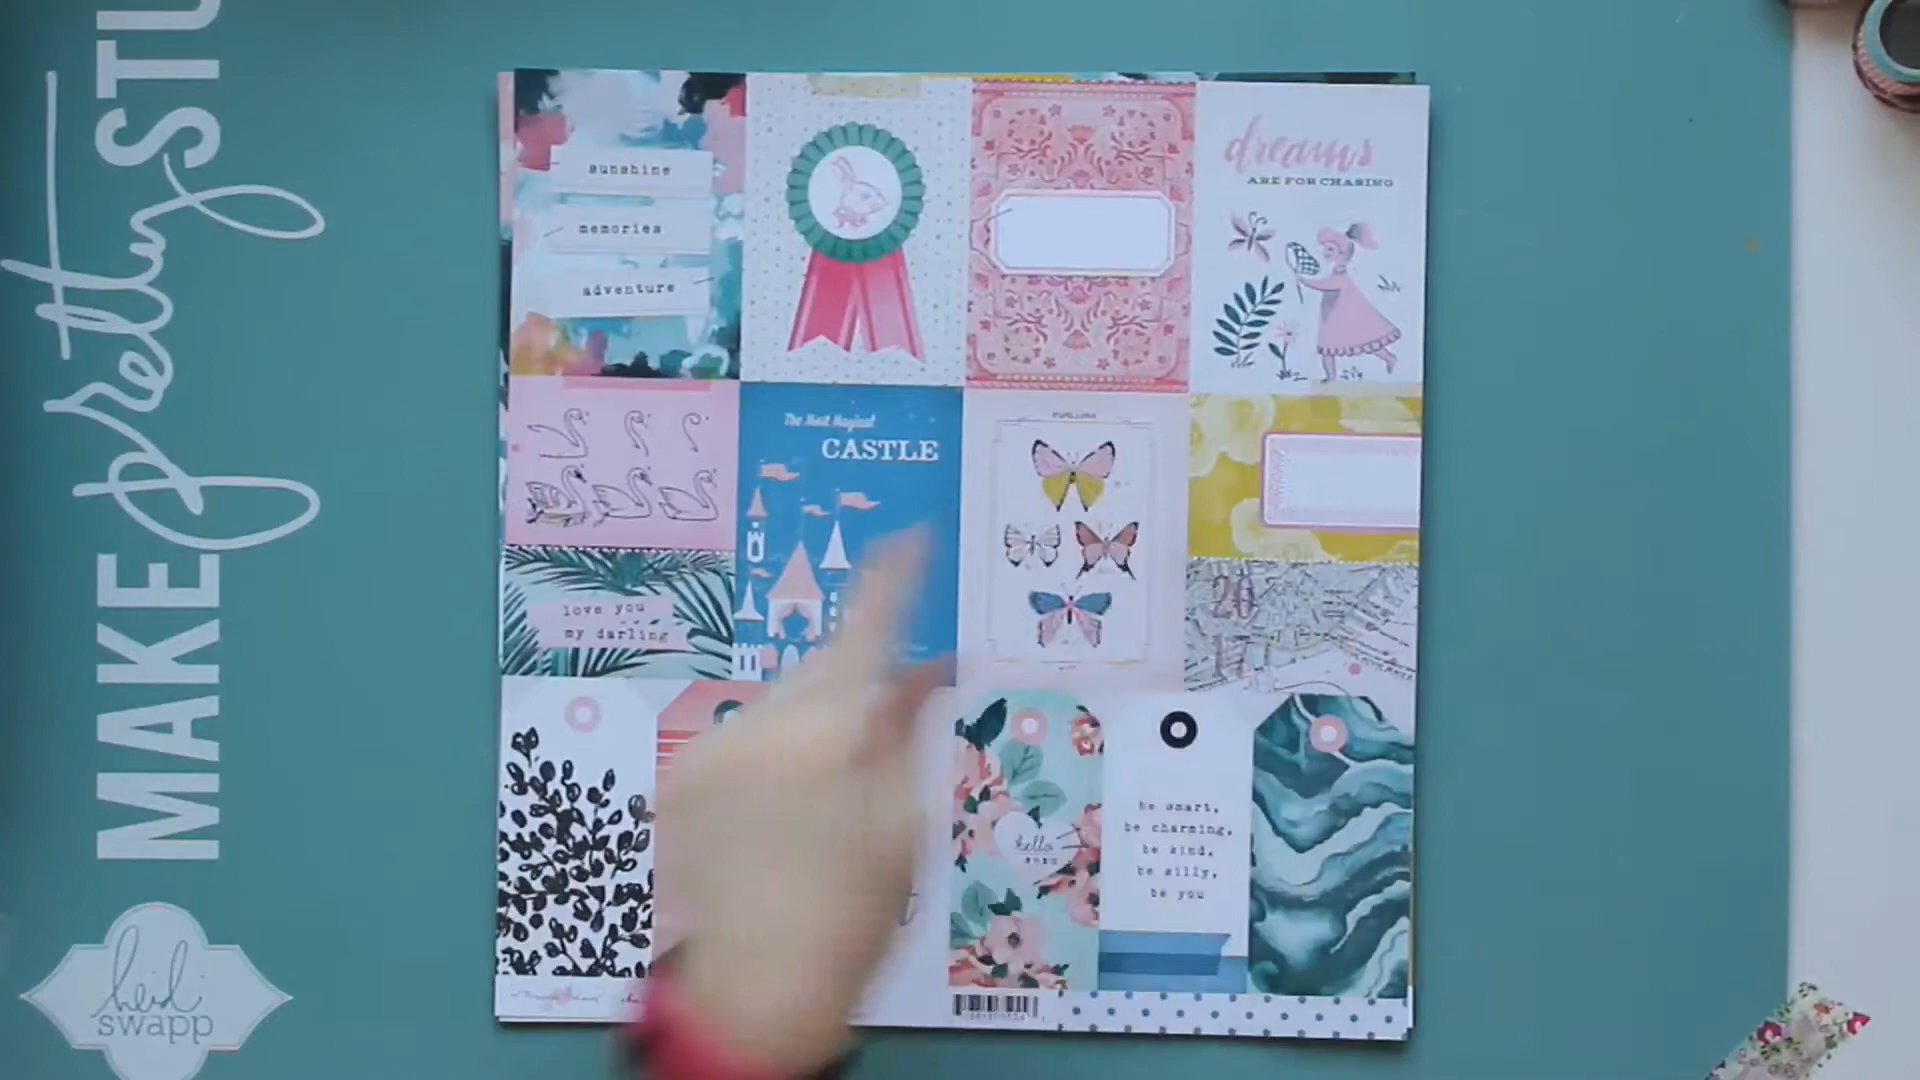 MAKE pretty STU
heidi
swapp
sunshine
memories
adventure
dreams
ARE FOR CHASING
The Most Magical
CASTLE
love you
my darling
20
hello
be smart,
be charming,
be kind,
be silly,
be you